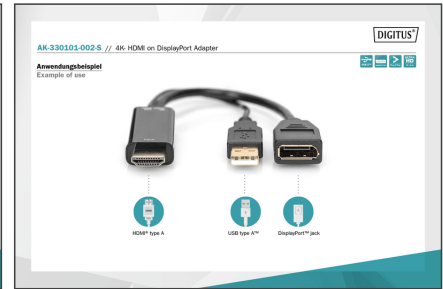 DIGITUS®
AK-330101-002-S // 4K- HDMI on DisplayPort Adapter
Anwendungsbeispiel
Example of use
HD
HDMI® type A
USB type A™
DisplayPort™ jack